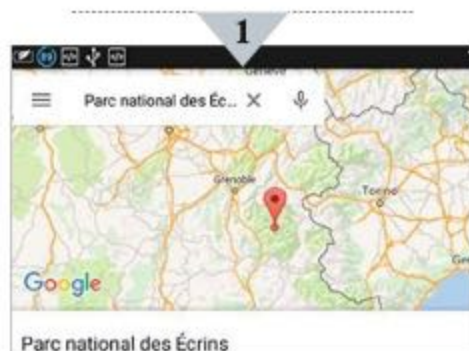 1
Genève
Parc national des Éc.. X
Grenoble
Torino
Google
Parc national des Écrins